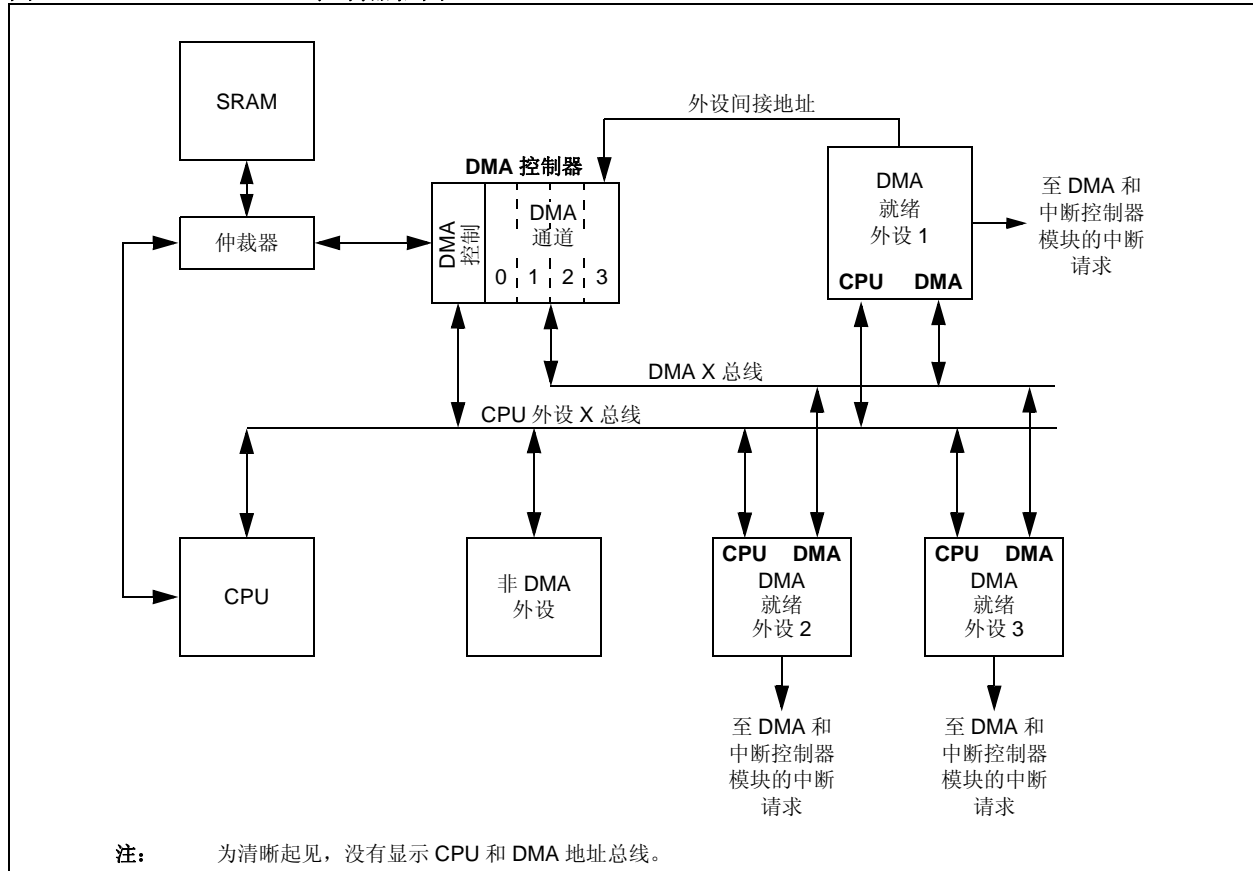 SRAM
外设间接地址
DMA 控制器
DMA
就绪
外设 1
CPU DMA
至 DMA 和
中断控制器
模块的中断
请求
仲裁器
DMA
控制
DMA
通道
0 1 2 3
DMA X 总线
CPU 外设 X 总线
CPU
非 DMA
外设
CPU DMA
DMA
就绪
外设 2
CPU DMA
DMA
就绪
外设 3
至 DMA 和
中断控制器
模块的中断
请求
至 DMA 和
中断控制器
模块的中断
请求
注: 为清晰起见，没有显示 CPU 和 DMA 地址总线。